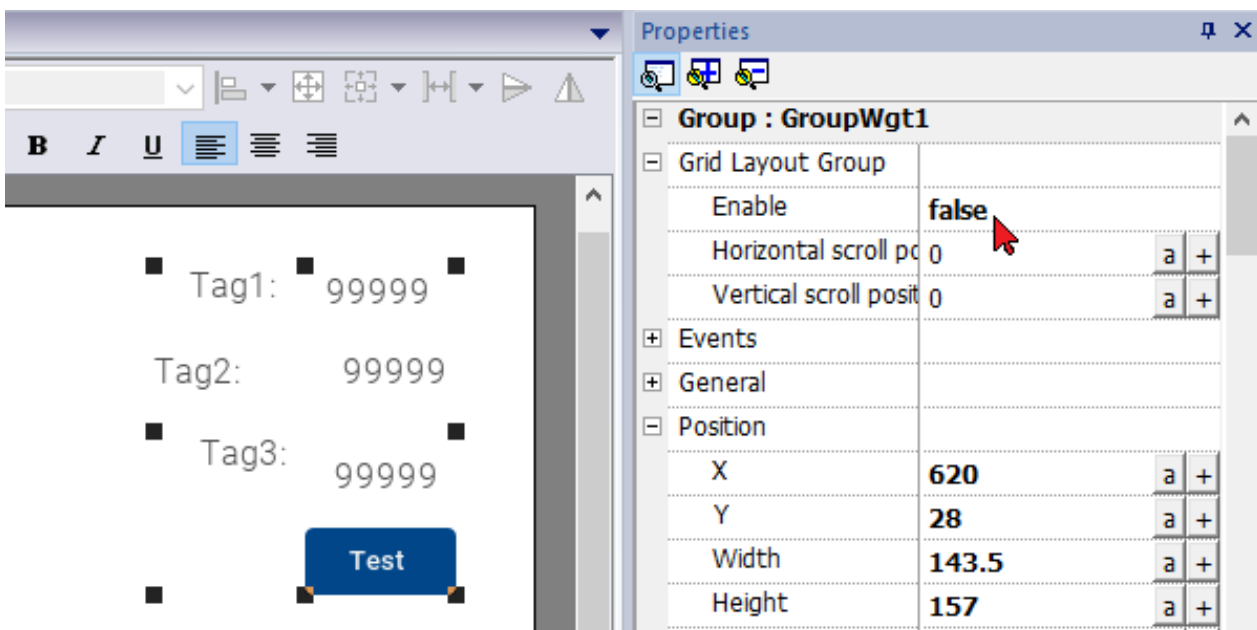 Properties
B I U
Group : GroupWgt1
Grid Layout Group
Enable false
Horizontal scroll po 0 a +
Vertical scroll posit 0 a +
Events
General
Position
X 620 a +
Y 28 a +
Width 143.5 a +
Height 157 a +
Tag1: 99999
Tag2: 99999
Tag3: 99999
Test